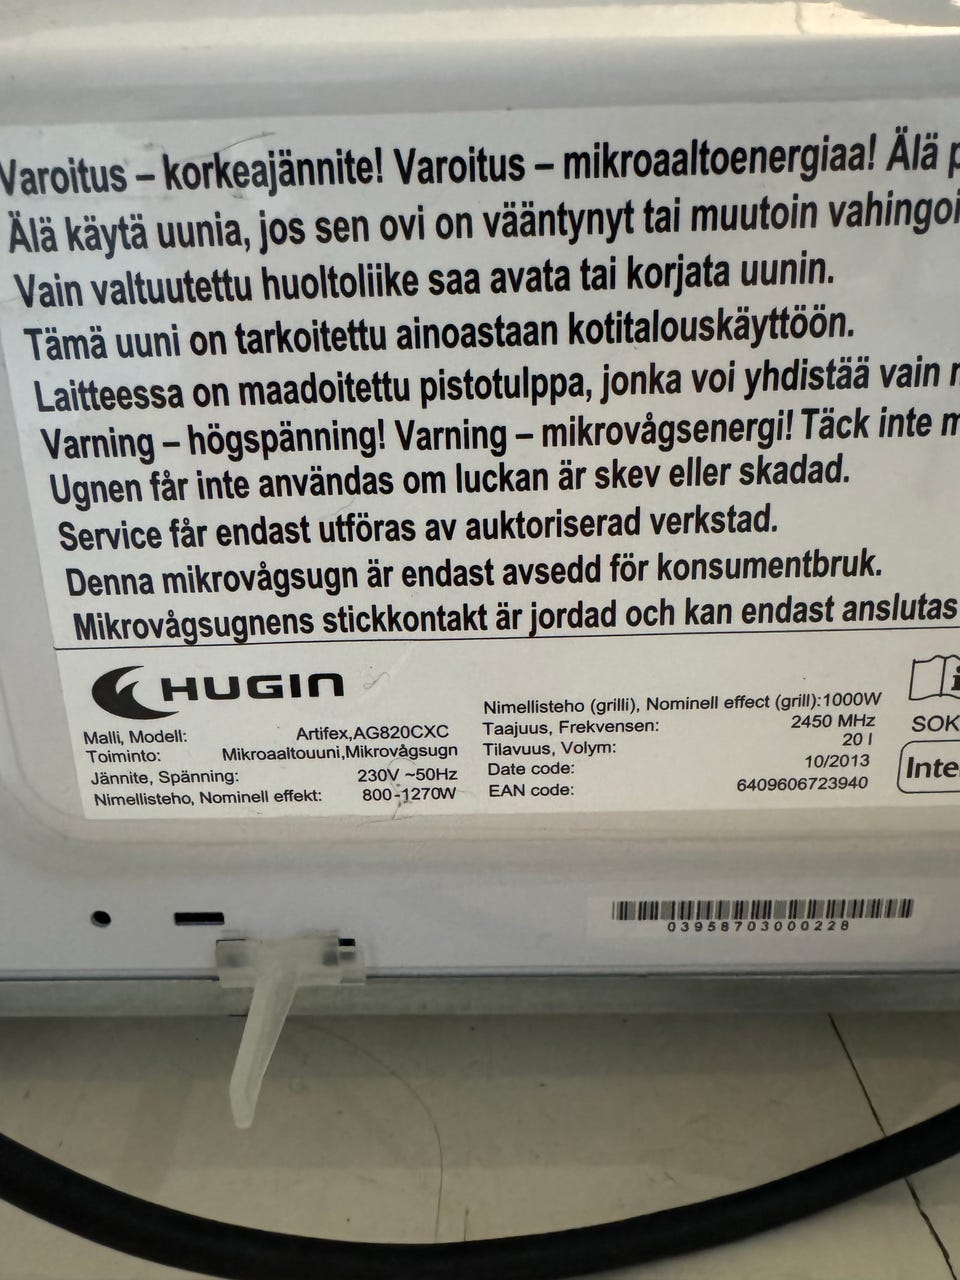 Varoitus – korkeajännite! Varoitus – mikroaaltoenergiaa! Älä
Älä käytä uunia, jos sen ovi on vääntynyt tai muutoin vahingoi
Vain valtuutettu huoltoliike saa avata tai korjata uunin.
Tämä uuni on tarkoitettu ainoastaan kotitalouskäyttöön.
Laitteessa on maadoitettu pistotulppa, jonka voi yhdistää vain
Varning – högspänning! Varning – mikrovågsenergi! Täck inte
Ugnen får inte användas om luckan är skev eller skadad.
Service får endast utföras av auktoriserad verkstad.
Denna mikrovågsugn är endast avsedd för konsumentbruk.
Mikrovågsugnens stickkontakt är jordad och kan endast anslutas
HUGIN
Malli, Modell: Artifex,AG820CXC
Toiminto: Mikroaaltouuni,Mikrovågsugn
Jännite, Spänning: 230V ~50Hz
Nimellisteho, Nominell effekt: 800-1270W
Nimellisteho (grilli), Nominell effect (grill):1000W
Taajuus, Frekvensen: 2450 MHz
Tilavuus, Volym: 20 l
Date code: 10/2013
EAN code: 6409606723940
SOK
Inte
03958703000228